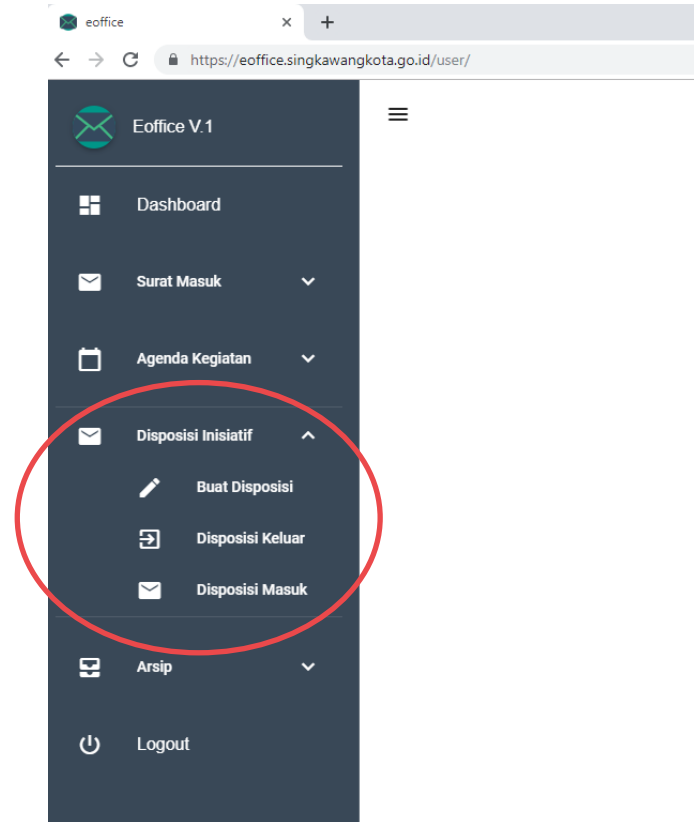 eoffice
https://eoffice.singkawangkota.go.id/user/
Eoffice V.1
Dashboard
Surat Masuk
Agenda Kegiatan
Disposisi Inisiatif
Buat Disposisi
Disposisi Keluar
Disposisi Masuk
Arsip
Logout